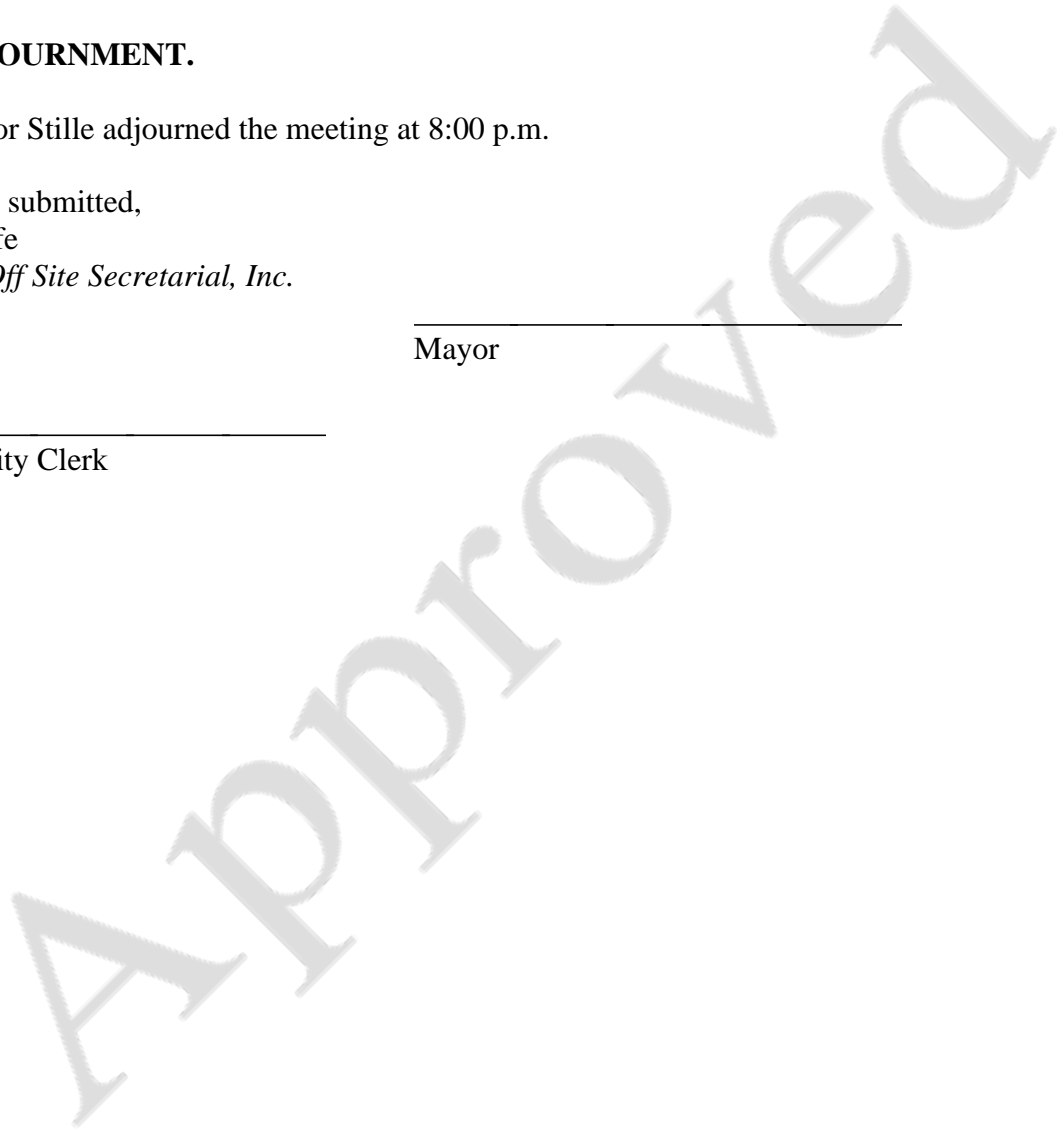 OURNMENT.
or Stille adjourned the meeting at 8:00 p.m.
submitted,
fe
Off Site Secretarial, Inc.
Mayor
ity Clerk
Approved